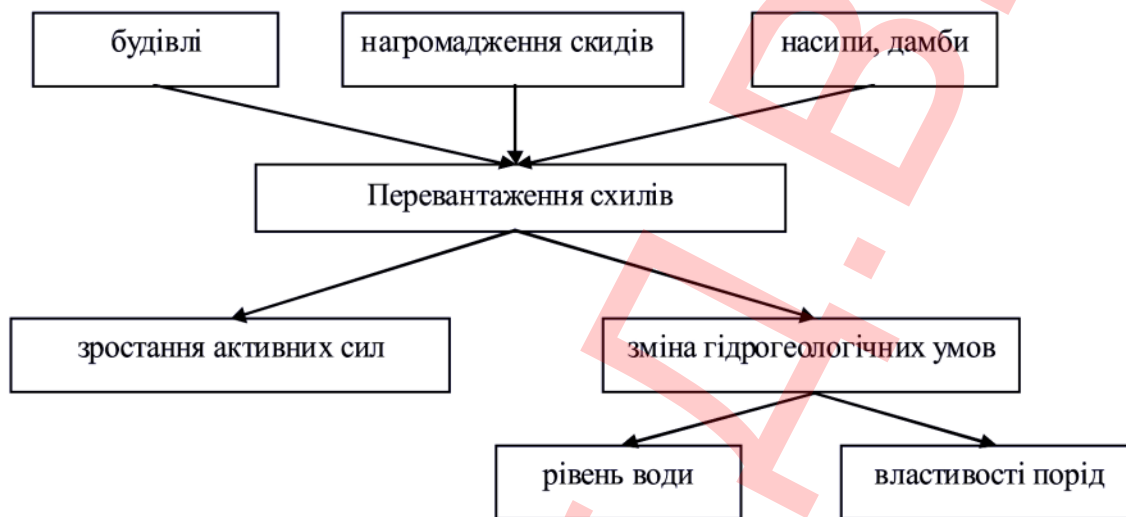 будівлі
нагромадження скидів
насипи, дамби
Перевантаження схилів
зростання активних сил
зміна гідрогеологічних умов
рівень води
властивості порід